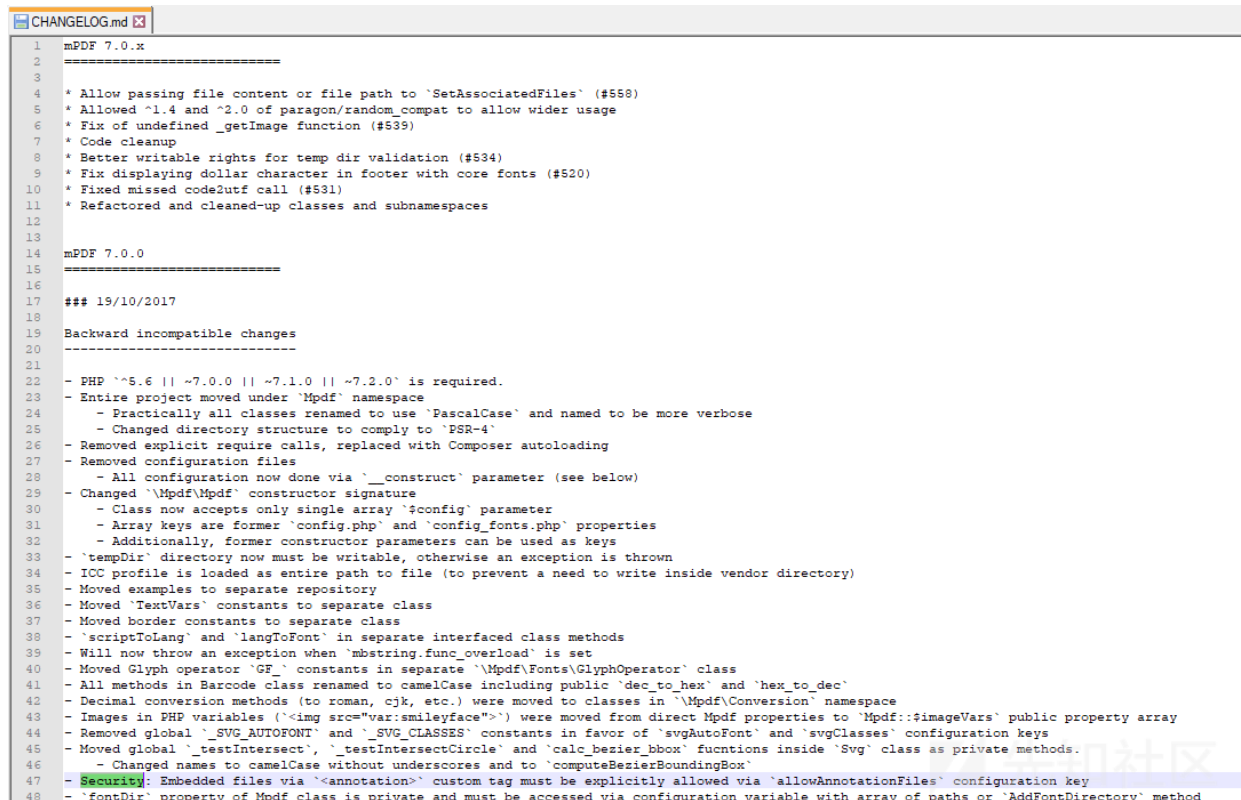 CHANGELOG.md
1 mPDF 7.0.x
2 ===========================
3
4 * Allow passing file content or file path to `SetAssociatedFiles` (#558)
5 * Allowed ^1.4 and ^2.0 of paragon/random_compat to allow wider usage
6 * Fix of undefined _getImage function (#539)
7 * Code cleanup
8 * Better writable rights for temp dir validation (#534)
9 * Fix displaying dollar character in footer with core fonts (#520)
10 * Fixed missed code2utf call (#531)
11 * Refactored and cleaned-up classes and subnamespaces
12
13
14 mPDF 7.0.0
15 ===========================
16
17 ### 19/10/2017
18
19 Backward incompatible changes
20 -----------------------------
21
22 - PHP `^5.6 || ~7.0.0 || ~7.1.0 || ~7.2.0` is required.
23 - Entire project moved under `Mpdf` namespace
24 - Practically all classes renamed to use `PascalCase` and named to be more verbose
25 - Changed directory structure to comply to `PSR-4`
26 - Removed explicit require calls, replaced with Composer autoloading
27 - Removed configuration files
28 - All configuration now done via `__construct` parameter (see below)
29 - Changed `\Mpdf\Mpdf` constructor signature
30 - Class now accepts only single array `$config` parameter
31 - Array keys are former `config.php` and `config_fonts.php` properties
32 - Additionally, former constructor parameters can be used as keys
33 - `tempDir` directory now must be writable, otherwise an exception is thrown
34 - ICC profile is loaded as entire path to file (to prevent a need to write inside vendor directory)
35 - Moved examples to separate repository
36 - Moved `TextVars` constants to separate class
37 - Moved border constants to separate class
38 - `scriptToLang` and `langToFont` in separate interfaced class methods
39 - Will now throw an exception when `mbstring.func_overload` is set
40 - Moved Glyph operator `GF_` constants in separate `\Mpdf\Fonts\GlyphOperator` class
41 - All methods in Barcode class renamed to camelCase including public `dec_to_hex` and `hex_to_dec`
42 - Decimal conversion methods (to roman, cjk, etc.) were moved to classes in `\Mpdf\Conversion` namespace
43 - Images in PHP variables (`<img src="var:smileyface">`) were moved from direct Mpdf properties to `Mpdf::$imageVars` public property array
44 - Removed global `_SVG_AUTOFONT` and `_SVG_CLASSES` constants in favor of `svgAutoFont` and `svgClasses` configuration keys
45 - Moved global `_testIntersect`, `_testIntersectCircle` and `calc_bezier_bbox` fucntions inside `Svg` class as private methods.
46 - Changed names to camelCase without underscores and to `computeBezierBoundingBox`
47 - Security: Embedded files via `<annotation>` custom tag must be explicitly allowed via `allowAnnotationFiles` configuration key
48 - `fontDir` property of Mpdf class is private and must be accessed via configuration variable with array of paths or `AddFontDirectory` method
先知社区